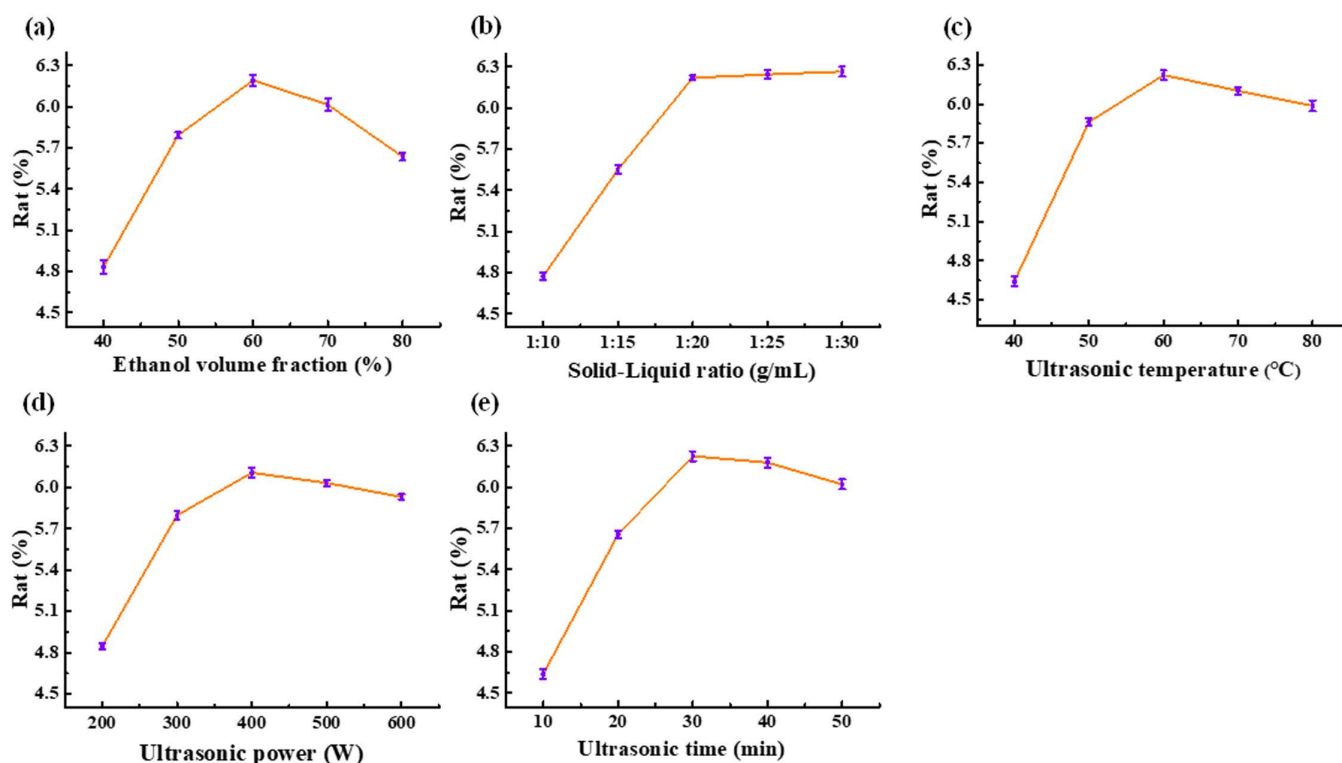 (a)
6.3
6.0
5.7
5.4
5.1
4.8
4.5
Rat (%)
40 50 60 70 80
Ethanol volume fraction (%)
(b)
6.3
6.0
5.7
5.4
5.1
4.8
4.5
Rat (%)
1:10 1:15 1:20 1:25 1:30
Solid-Liquid ratio (g/mL)
(c)
6.3
6.0
5.7
5.4
5.1
4.8
4.5
Rat (%)
40 50 60 70 80
Ultrasonic temperature (°C)
(d)
6.3
6.0
5.7
5.4
5.1
4.8
4.5
Rat (%)
200 300 400 500 600
Ultrasonic power (W)
(e)
6.3
6.0
5.7
5.4
5.1
4.8
4.5
Rat (%)
10 20 30 40 50
Ultrasonic time (min)